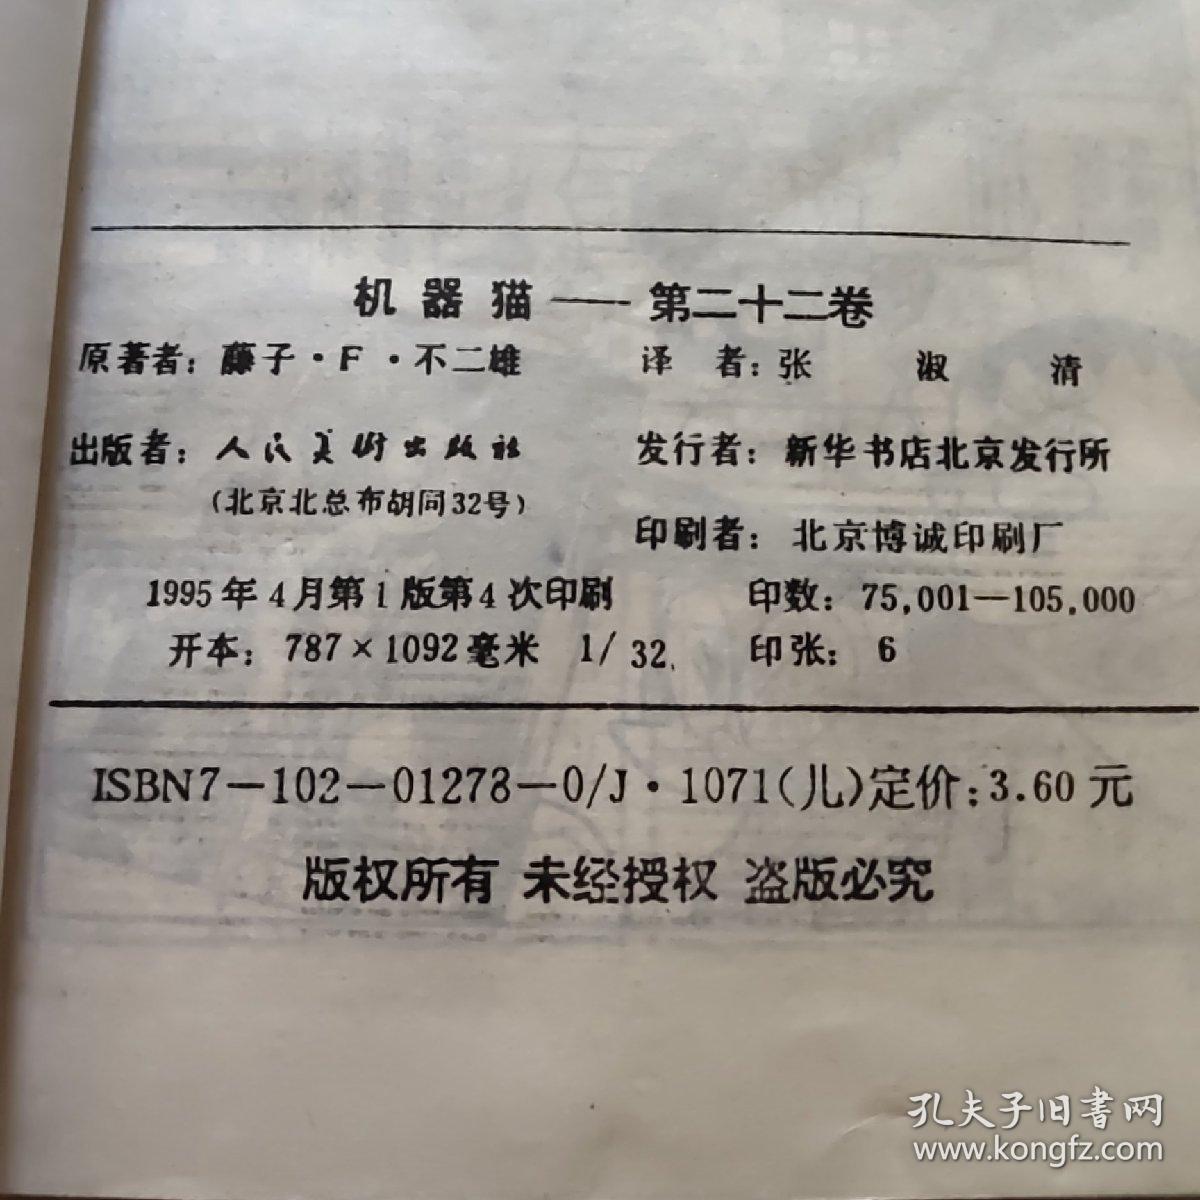 机器猫——第二十二卷
原著者：藤子·F·不二雄 译者：张淑清
出版者：人民美术出版社 发行者：新华书店北京发行所
（北京北总布胡同32号）
印刷者：北京博诚印刷厂
1995年4月第1版第4次印刷 印数：75,001—105,000
开本：787×1092毫米 1/32 印张：6
ISBN7-102-01278-0/J·1071(儿)定价:3.60元
版权所有 未经授权 盗版必究
孔夫子旧書网
www.kongfz.com